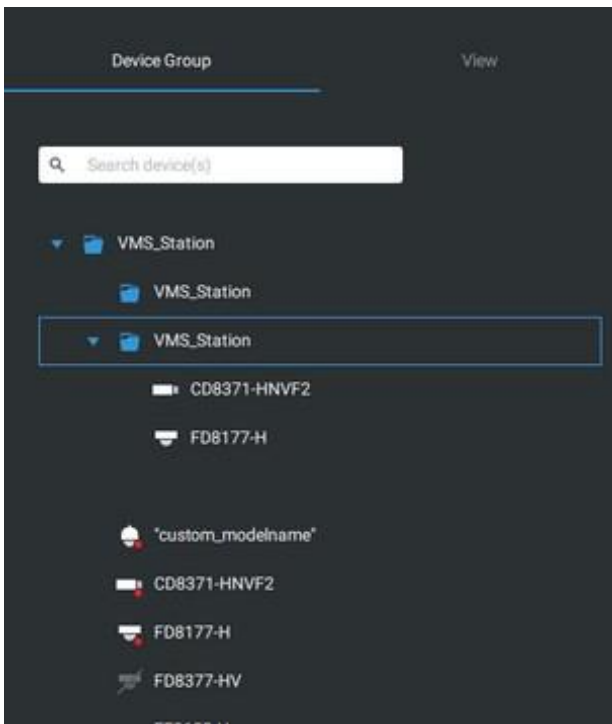 Device Group
View
Search device(s)
VMS_Station
VMS_Station
VMS_Station
CD8371-HNVF2
FD8177-H
"custom_modelname"
CD8371-HNVF2
FD8177-H
FD8377-HV